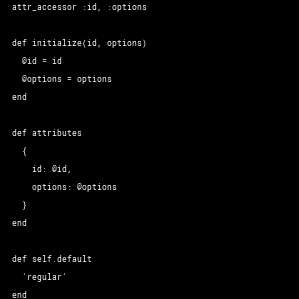 attr_accessor :id, :options
def initialize(id, options)
@id = id
@options = options
end
def attributes
{
id: @id,
options: @options
}
end
def self.default
'regular'
end